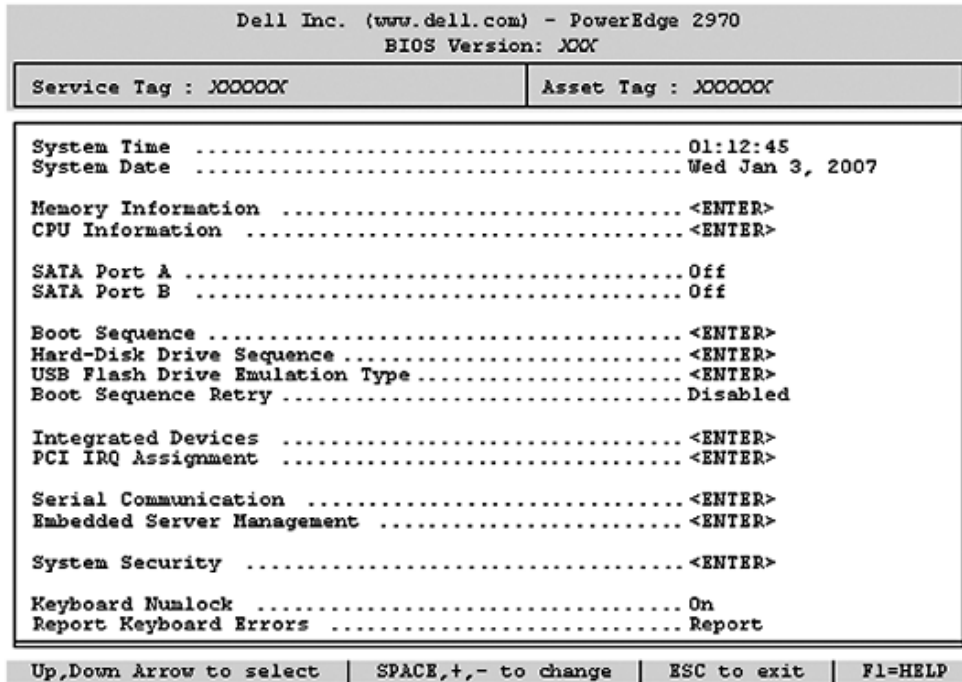 Dell Inc. (www.dell.com) - PowerEdge 2970
BIOS Version: XXX
Service Tag : XXXXXX Asset Tag : XXXXXX
System Time ........................................ 01:12:45
System Date ........................................ Wed Jan 3, 2007
Memory Information ................................. <ENTER>
CPU Information .................................... <ENTER>
SATA Port A ......................................... Off
SATA Port B ........................................ Off
Boot Sequence ....................................... <ENTER>
Hard-Disk Drive Sequence ............................ <ENTER>
USB Flash Drive Emulation Type ...................... <ENTER>
Boot Sequence Retry ................................. Disabled
Integrated Devices ................................. <ENTER>
PCI IRQ Assignment ................................. <ENTER>
Serial Communication ............................... <ENTER>
Embedded Server Management ......................... <ENTER>
System Security .................................... <ENTER>
Keyboard Numlock ................................... On
Report Keyboard Errors ............................. Report
Up,Down Arrow to select | SPACE,+,- to change | ESC to exit | F1=HELP